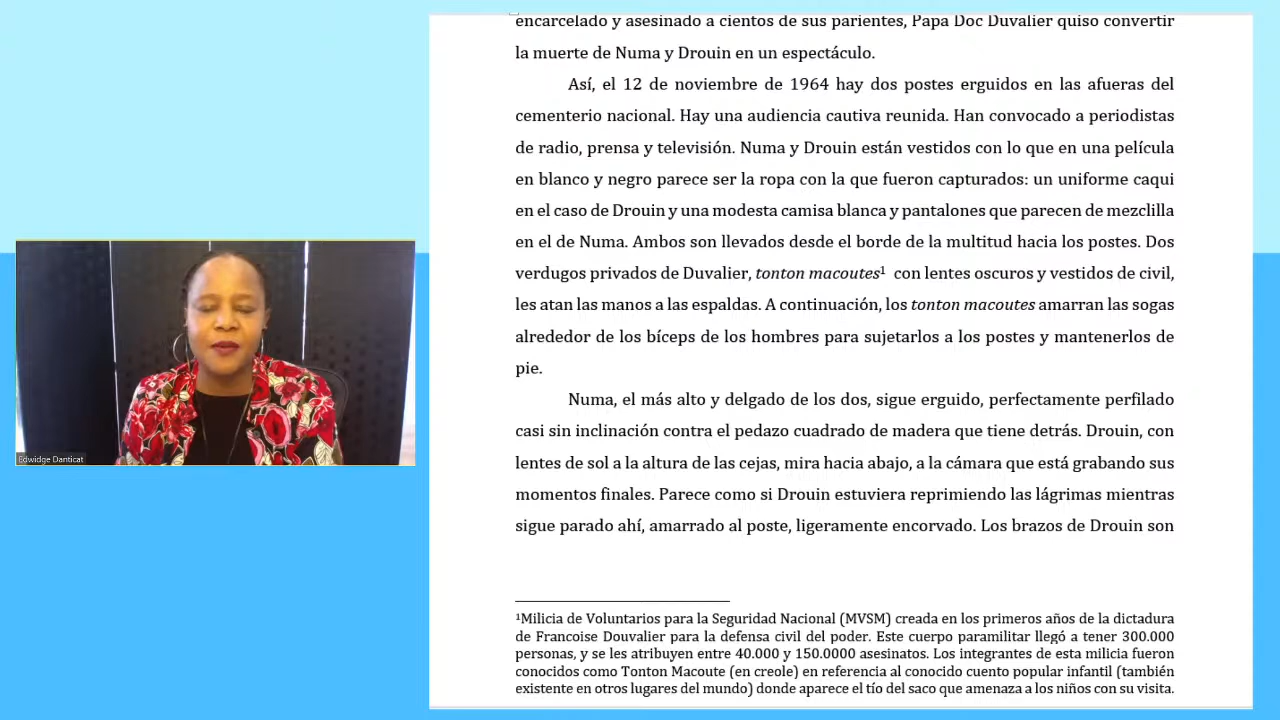 encarcelado y asesinado a cientos de sus parientes, Papa Doc Duvalier quiso convertir
la muerte de Numa y Drouin en un espectáculo.
Así, el 12 de noviembre de 1964 hay dos postes erguidos en las afueras del
cementerio nacional. Hay una audiencia cautiva reunida. Han convocado a periodistas
de radio, prensa y televisión. Numa y Drouin están vestidos con lo que en una película
en blanco y negro parece ser la ropa con la que fueron capturados: un uniforme caqui
en el caso de Drouin y una modesta camisa blanca y pantalones que parecen de mezclilla
en el de Numa. Ambos son llevados desde el borde de la multitud hacia los postes. Dos
verdugos privados de Duvalier, tonton macoutes¹ con lentes oscuros y vestidos de civil,
les atan las manos a las espaldas. A continuación, los tonton macoutes amarran las sogas
alrededor de los bíceps de los hombres para sujetarlos a los postes y mantenerlos de
pie.
Numa, el más alto y delgado de los dos, sigue erguido, perfectamente perfilado
casi sin inclinación contra el pedazo cuadrado de madera que tiene detrás. Drouin, con
lentes de sol a la altura de las cejas, mira hacia abajo, a la cámara que está grabando sus
momentos finales. Parece como si Drouin estuviera reprimiendo las lágrimas mientras
sigue parado ahí, amarrado al poste, ligeramente encorvado. Los brazos de Drouin son
¹Milicia de Voluntarios para la Seguridad Nacional (MVSM) creada en los primeros años de la dictadura
de Francoise Douvalier para la defensa civil del poder. Este cuerpo paramilitar llegó a tener 300.000
personas, y se les atribuyen entre 40.000 y 150.0000 asesinatos. Los integrantes de esta milicia fueron
conocidos como Tonton Macoute (en creole) en referencia al conocido cuento popular infantil (también
existente en otros lugares del mundo) donde aparece el tío del saco que amenaza a los niños con su visita.
Edwidge Danticat